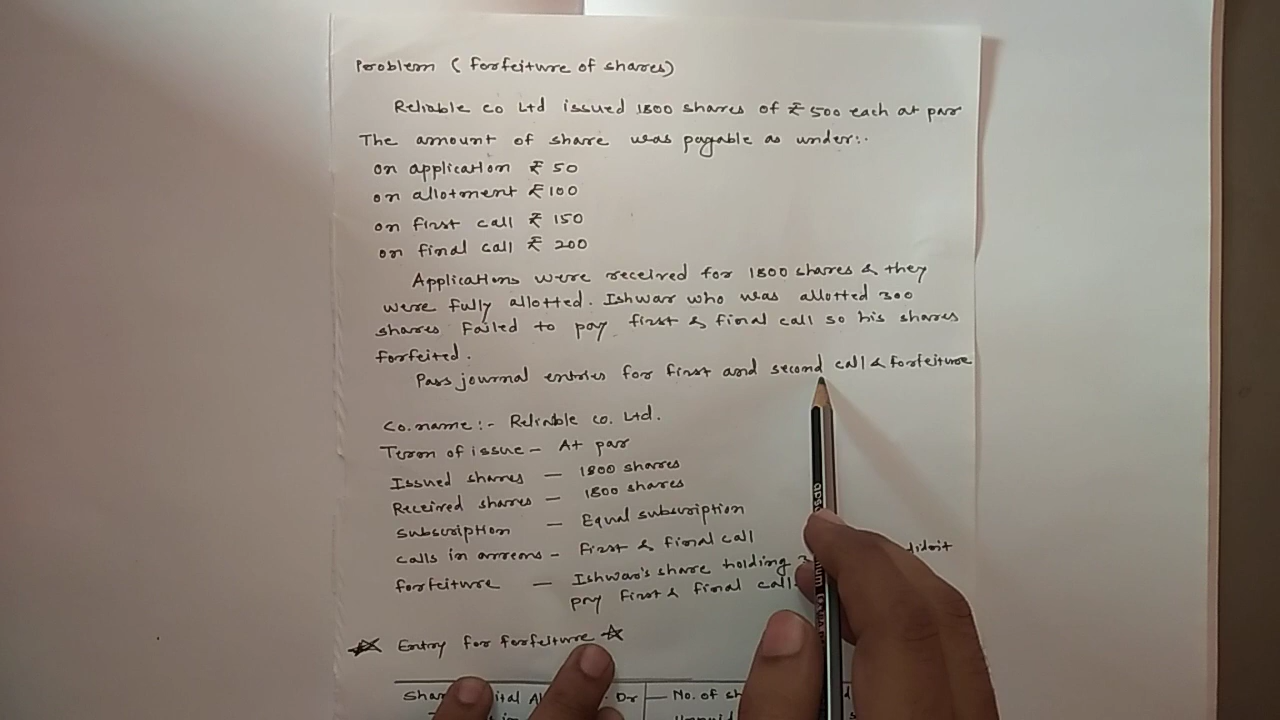 Problem ( forfeiture of shares)
Reliable co Ltd issued 1800 shares of ₹ 500 each at par
The amount of share was payable as under:-
on application ₹ 50
on allotment ₹ 100
on first call ₹ 150
on final call ₹ 200
Applications were received for 1800 shares & they
were fully allotted. Ishwar who was allotted 300
shares failed to pay first & final call so his shares
forfeited.
Pass journal entries for first and second call & forfeiture
Co. name :- Reliable co. Ltd.
Term of issue - At par
Issued shares - 1800 shares
Received shares - 1800 shares
Subscription - Equal subscription
Calls in arrears - First & final call
forfeiture - Ishwar's share holding didnit
pay first & final call
Entry for forfeiture
Dr No. of